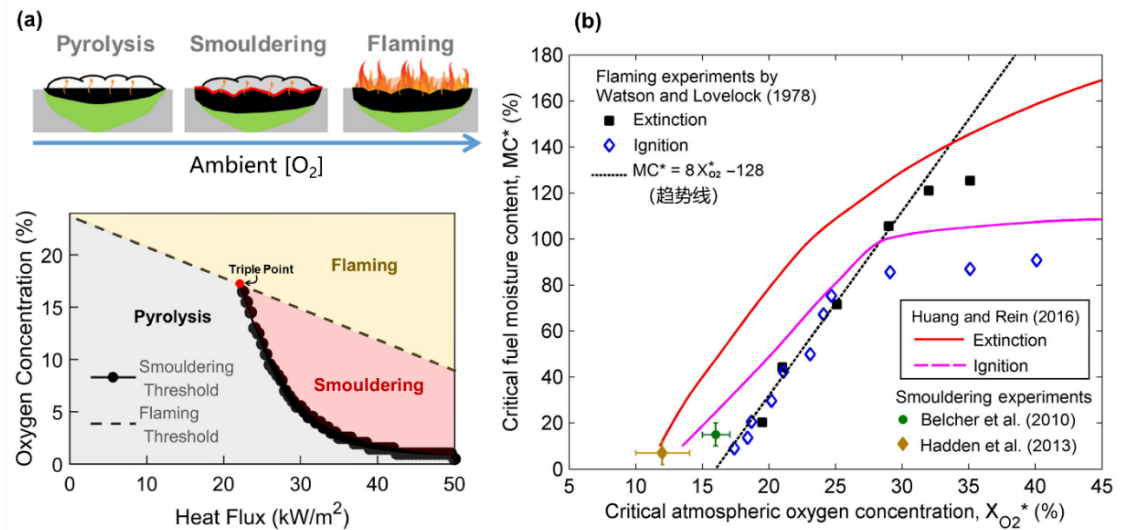 (a)
Pyrolysis Smouldering Flaming
Ambient [O₂]
Oxygen Concentration (%)
20
15
10
5
0
Triple Point
Flaming
Pyrolysis
Smouldering
Smouldering
Threshold
Flaming
Threshold
0 10 20 30 40 50
Heat Flux (kW/m²)
(b)
Critical fuel moisture content, MC* (%)
180
160
140
120
100
80
60
40
20
0
Flaming experiments by
Watson and Lovelock (1978)
Extinction
Ignition
MC* = 8 X*O2 −128
(趋势线)
Huang and Rein (2016)
Extinction
Ignition
Smouldering experiments
Belcher et al. (2010)
Hadden et al. (2013)
5 10 15 20 25 30 35 40 45
Critical atmospheric oxygen concentration, XO2* (%)